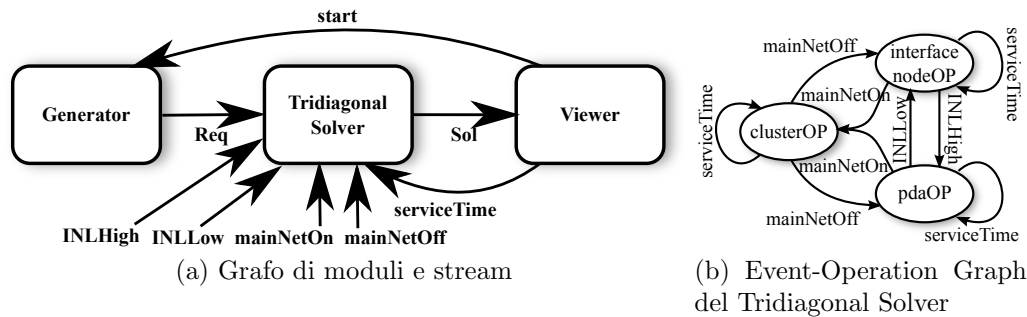 start
Generator
Tridiagonal
Solver
Viewer
Req
Sol
serviceTime
INLHigh
INLLow
mainNetOn
mainNetOff
(a) Grafo di moduli e stream
mainNetOff
interface
nodeOP
serviceTime
mainNetOn
serviceTime
clusterOP
INLLow
INLHigh
mainNetOn
pdaOP
mainNetOff
serviceTime
(b) Event-Operation Graph
del Tridiagonal Solver